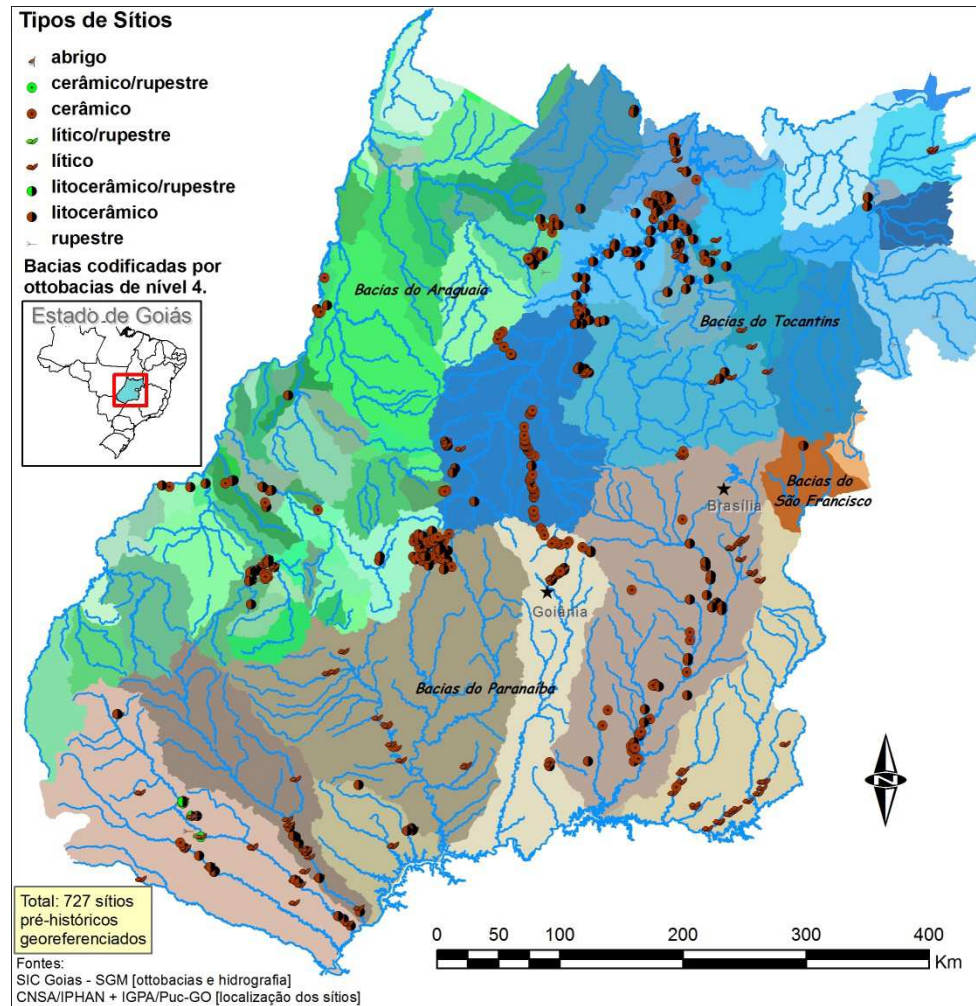 Tipos de Sítios
abrigo
cerâmico/rupestre
cerâmico
lítico/rupestre
lítico
litocerâmico/rupestre
litocerâmico
rupestre
Bacias codificadas por
ottobacias de nível 4.
Estado de Goiás
Bacias do Araguaia
Bacias do Tocantins
Bacias do
São Francisco
Brasília
Goiânia
Bacias do Paranaíba
N
Total: 727 sítios
pré-históricos
georeferenciados
0 50 100 200 300 400
Km
Fontes:
SIC Goias - SGM [ottobacias e hidrografia]
CNSA/IPHAN + IGPA/Puc-GO [localização dos sítios]